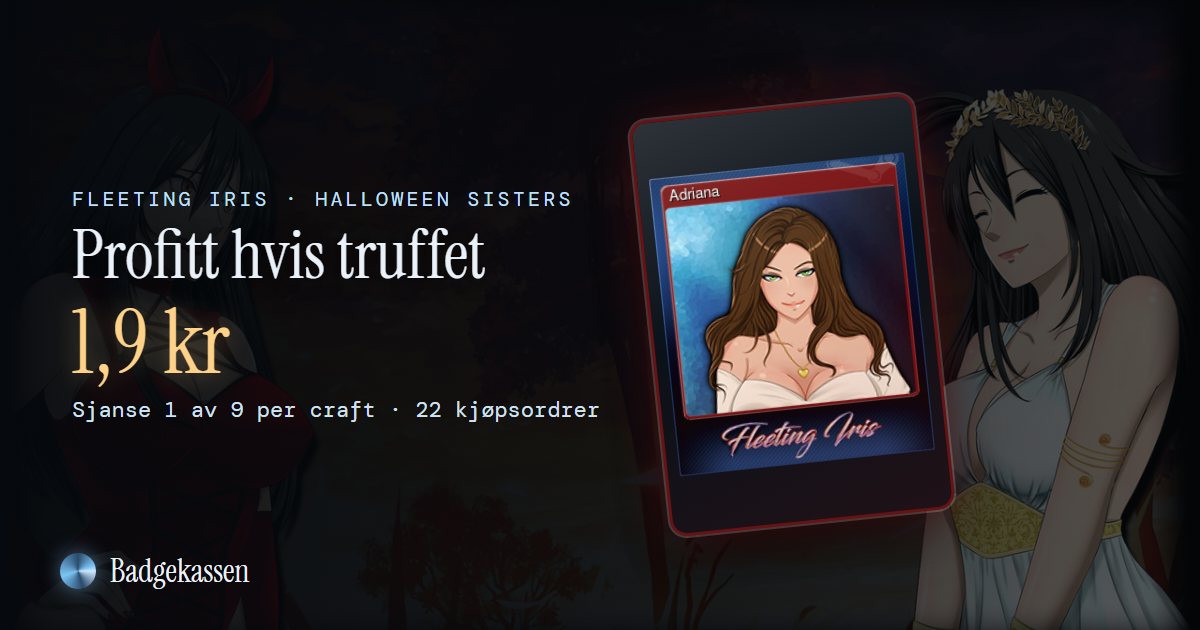 FLEETING IRIS · HALLOWEEN SISTERS
Profitt hvis truffet
1,9 kr
Sjanse 1 av 9 per craft · 22 kjøpsordrer
Badgekassen
Adriana
Fleeting Iris